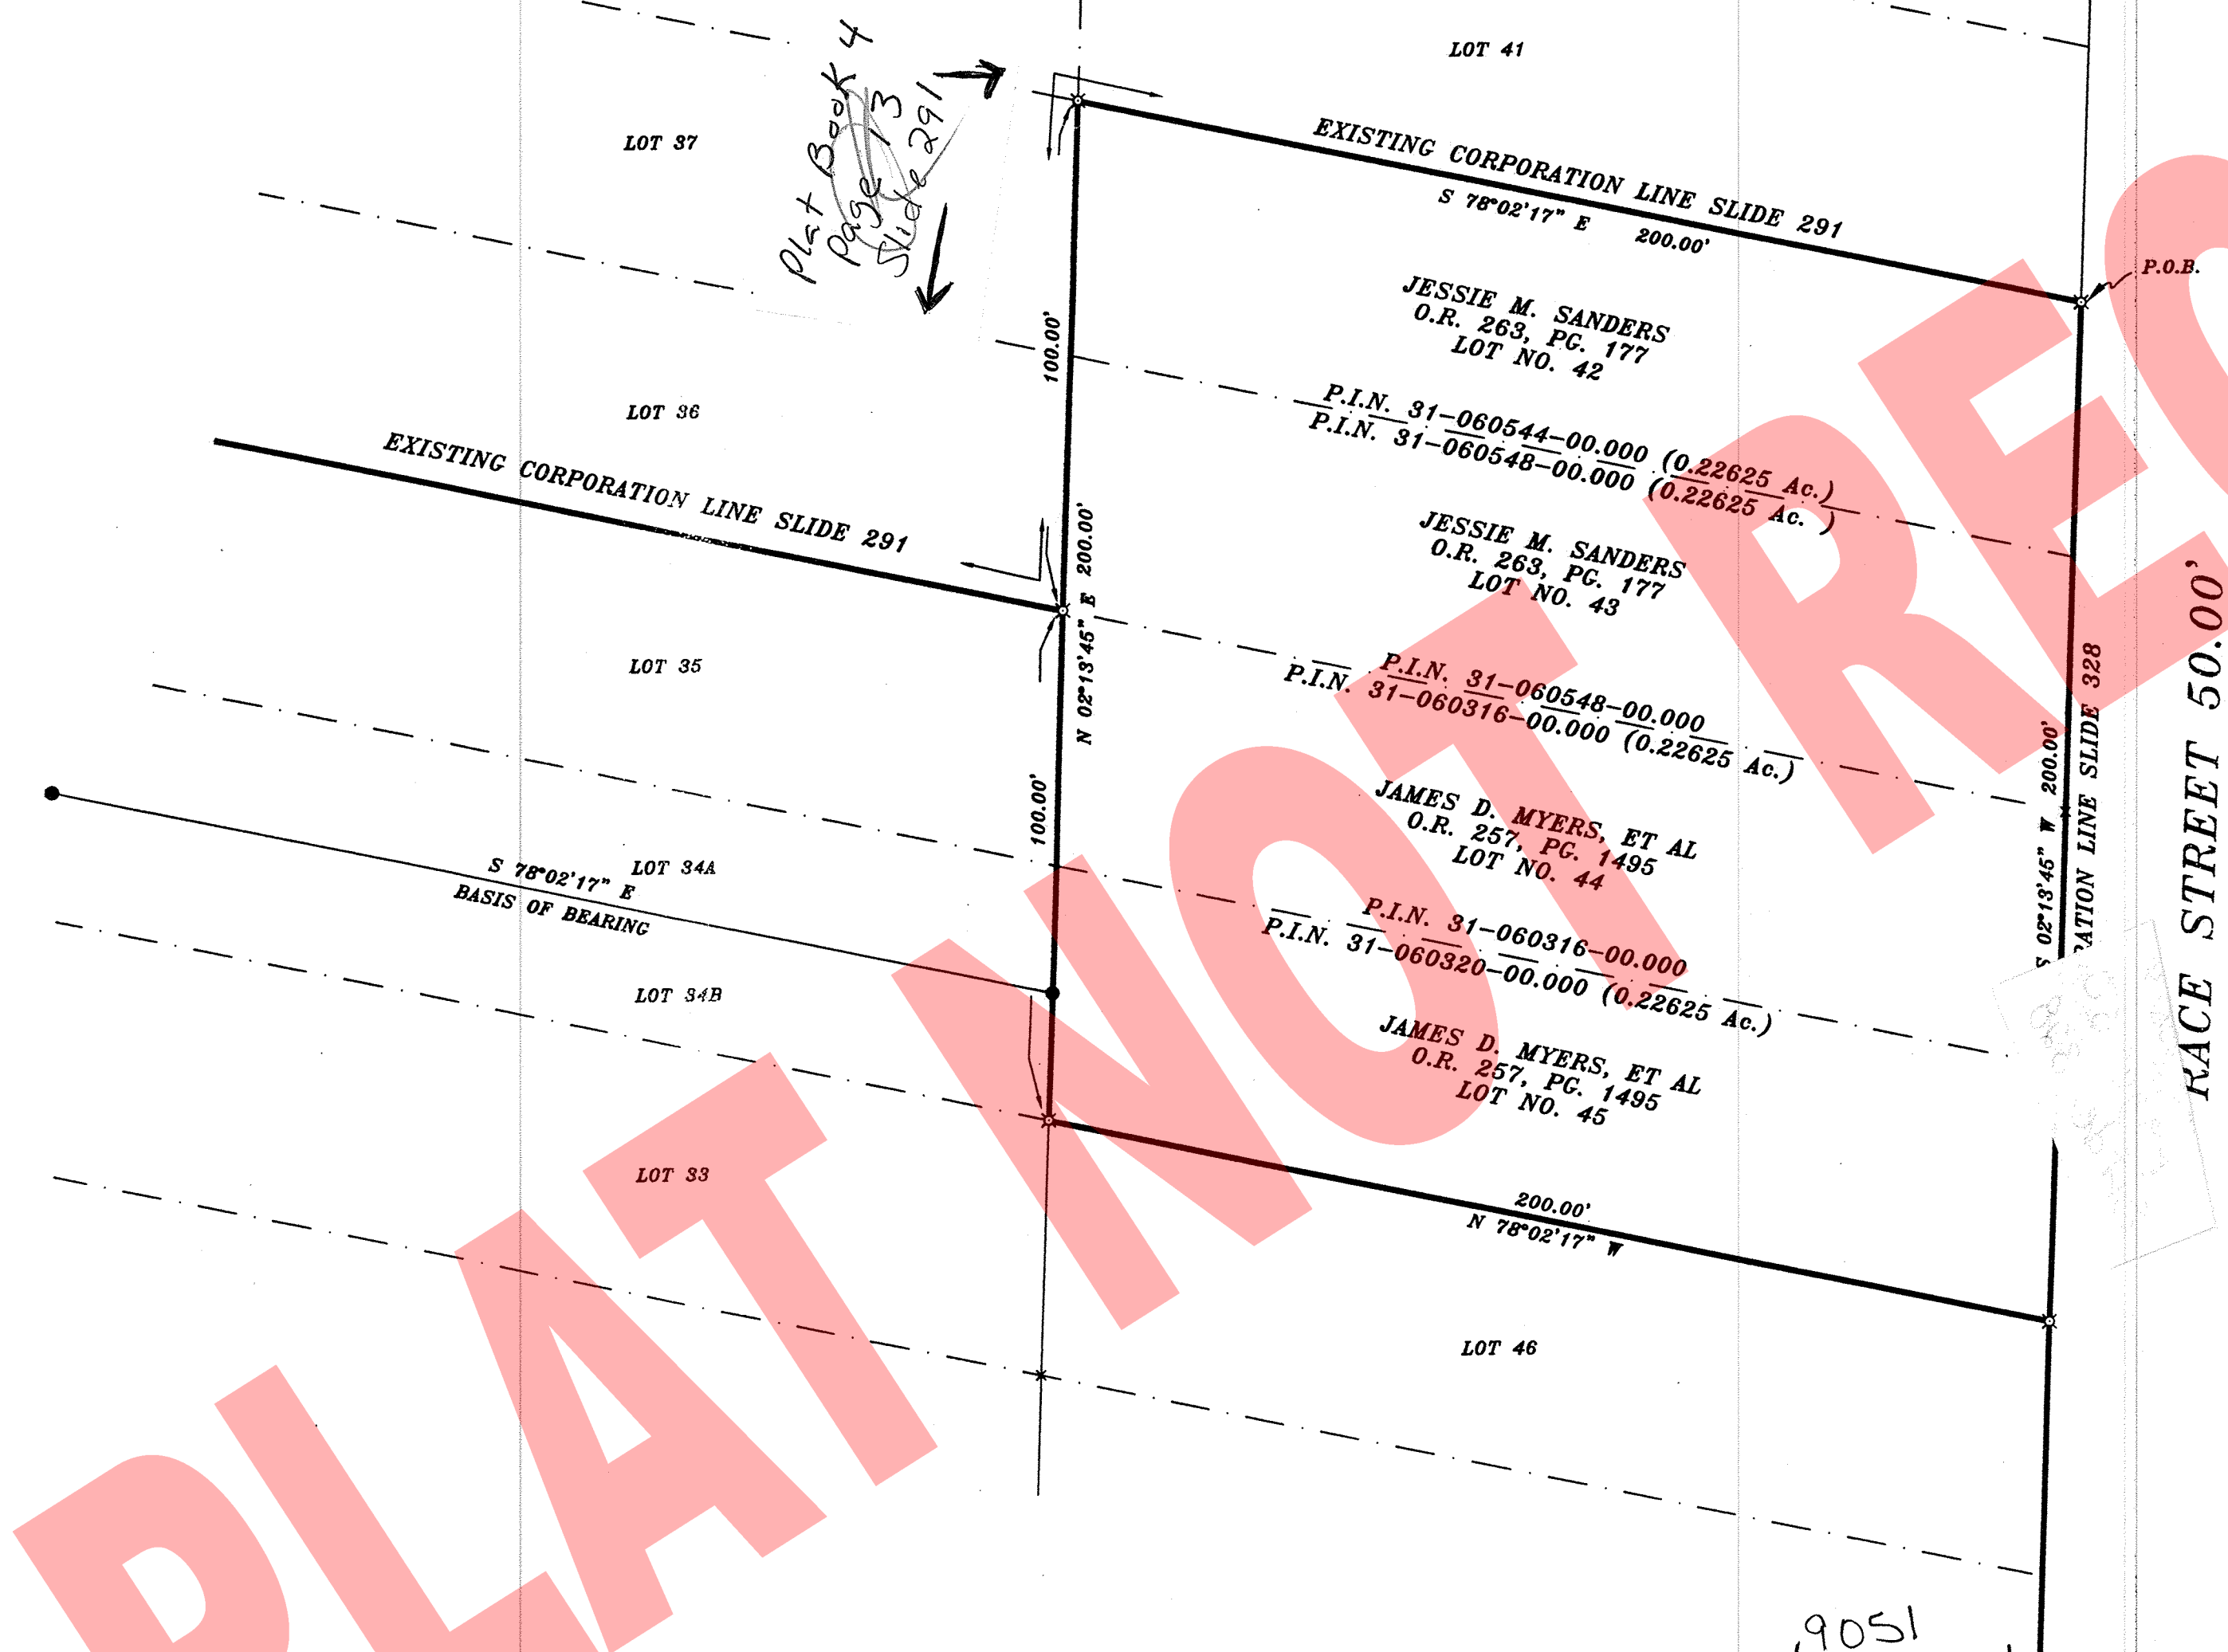 LOT 41
Plat Book 4
Page 13
Slide 291
LOT 37
EXISTING CORPORATION LINE SLIDE 291
S 78°02'17" E 200.00'
P.O.B.
JESSIE M. SANDERS
O.R. 263, PG. 177
LOT NO. 42
100.00'
P.I.N. 31-060544-00.000 (0.22625 Ac.)
P.I.N. 31-060548-00.000 (0.22625 Ac. )
LOT 36
EXISTING CORPORATION LINE SLIDE 291
JESSIE M. SANDERS
O.R. 263, PG. 177
LOT NO. 43
N 02°13'45" E 200.00'
LOT 35
P.I.N. 31-060548-00.000
P.I.N. 31-060316-00.000 (0.22625 Ac.)
S 02°13'45" W 200.00'
RATION LINE SLIDE 328
RACE STREET 50.00'
100.00'
JAMES D. MYERS, ET AL
O.R. 257, PG. 1495
LOT NO. 44
LOT 34A
S 78°02'17" E
BASIS OF BEARING
P.I.N. 31-060316-00.000
P.I.N. 31-060320-00.000 (0.22625 Ac.)
LOT 34B
JAMES D. MYERS, ET AL
O.R. 257, PG. 1495
LOT NO. 45
LOT 33
200.00'
N 78°02'17" W
LOT 46
9051
PLAT NOT REC